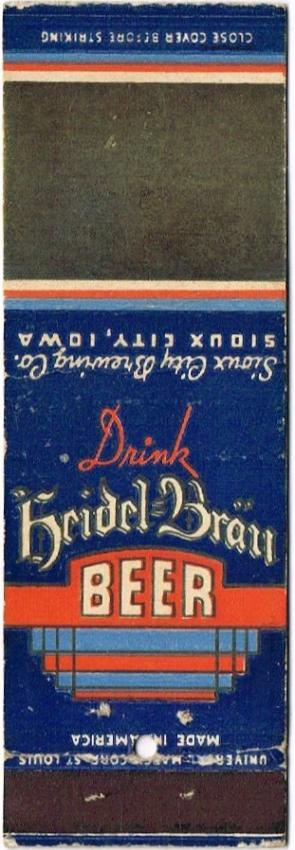 CLOSE COVER BEFORE STRIKING
Sioux City Brewing Co.
SIOUX CITY, IOWA
Drink
Heidel-Bräu
BEER
MADE IN AMERICA
CORP. ST. LOUIS